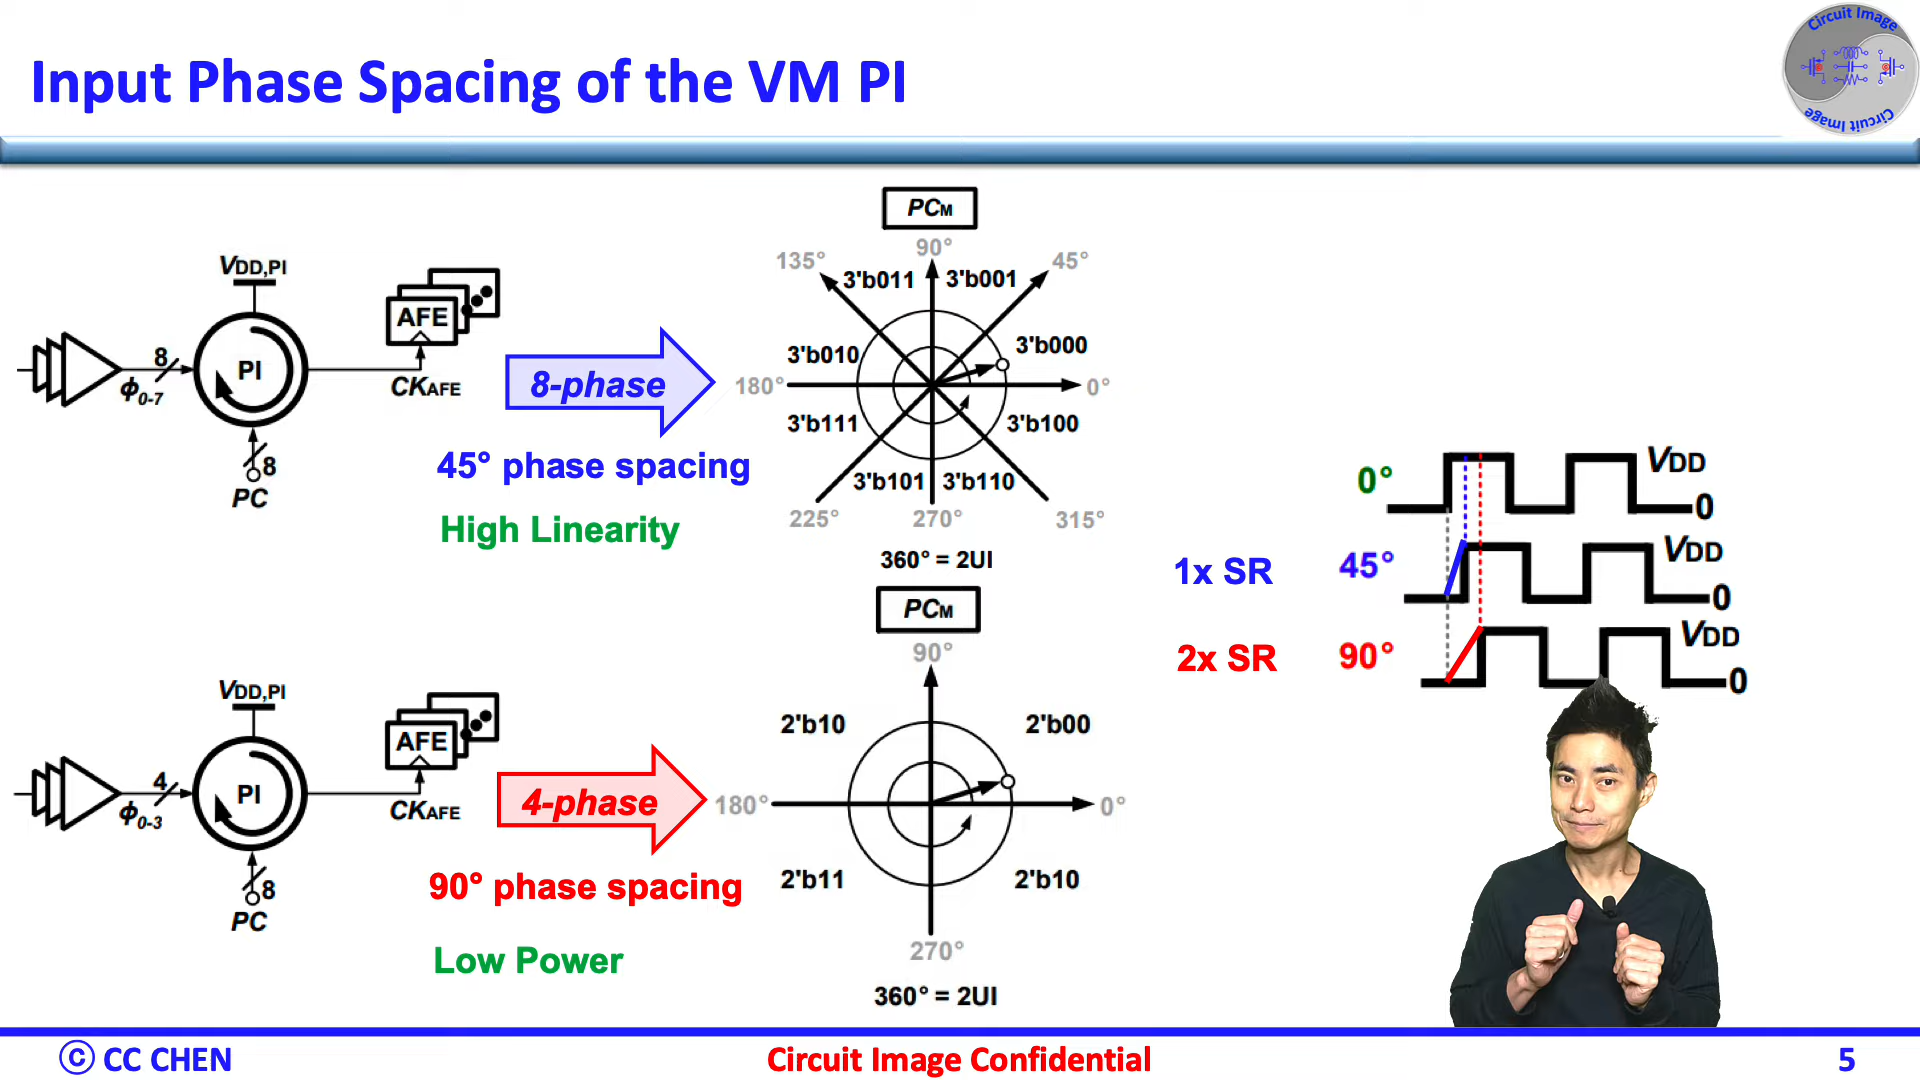 Input Phase Spacing of the VM PI
Circuit Image
Circuit Image
VDD,PI
AFE
8
ϕ0-7
PI
CKAFE
8
PC
8-phase
45° phase spacing
High Linearity
PCM
90°
135°
45°
3'b011
3'b001
3'b010
3'b000
180°
0°
3'b111
3'b100
3'b101
3'b110
225°
270°
315°
360° = 2UI
VDD,PI
AFE
4
ϕ0-3
PI
CKAFE
8
PC
4-phase
90° phase spacing
Low Power
PCM
90°
2'b10
2'b00
180°
0°
2'b11
2'b10
270°
360° = 2UI
0°
VDD
0
1x SR
45°
VDD
0
2x SR
90°
VDD
0
© CC CHEN
Circuit Image Confidential
5